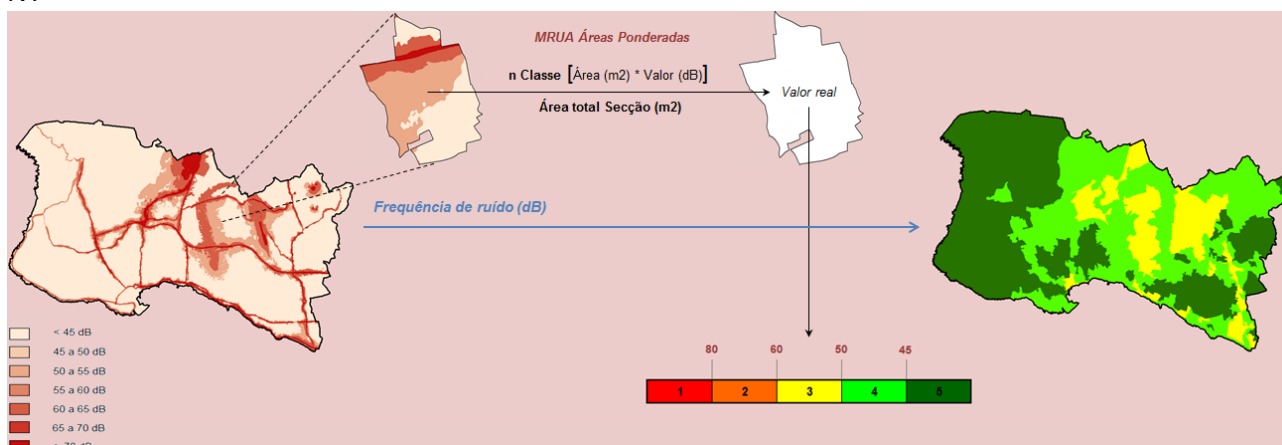 MRUA Áreas Ponderadas
n Classe [Área (m2) * Valor (dB)]
Área total Secção (m2)
Valor real
Frequência de ruído (dB)
< 45 dB
45 a 50 dB
50 a 55 dB
55 a 60 dB
60 a 65 dB
65 a 70 dB
80 60 50 45
1 2 3 4 5